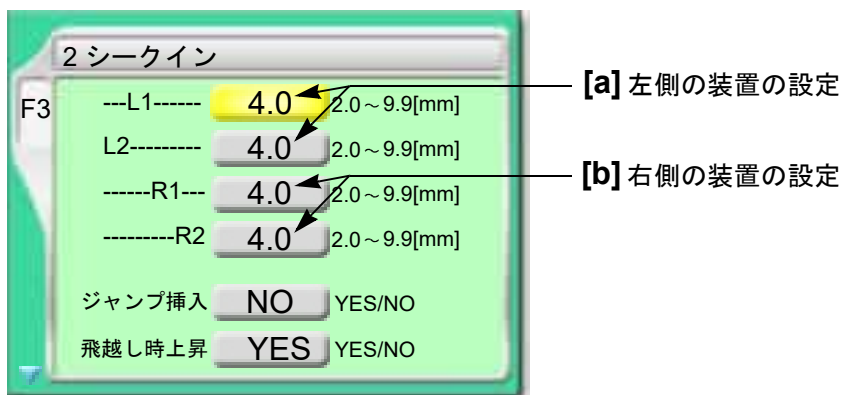 2 シークイン
F3
---L1------ 4.0 2.0～9.9[mm]
L2--------- 4.0 2.0～9.9[mm]
------R1--- 4.0 2.0～9.9[mm]
---------R2 4.0 2.0～9.9[mm]
ジャンプ挿入 NO YES/NO
飛越し時上昇 YES YES/NO
[a] 左側の装置の設定
[b] 右側の装置の設定